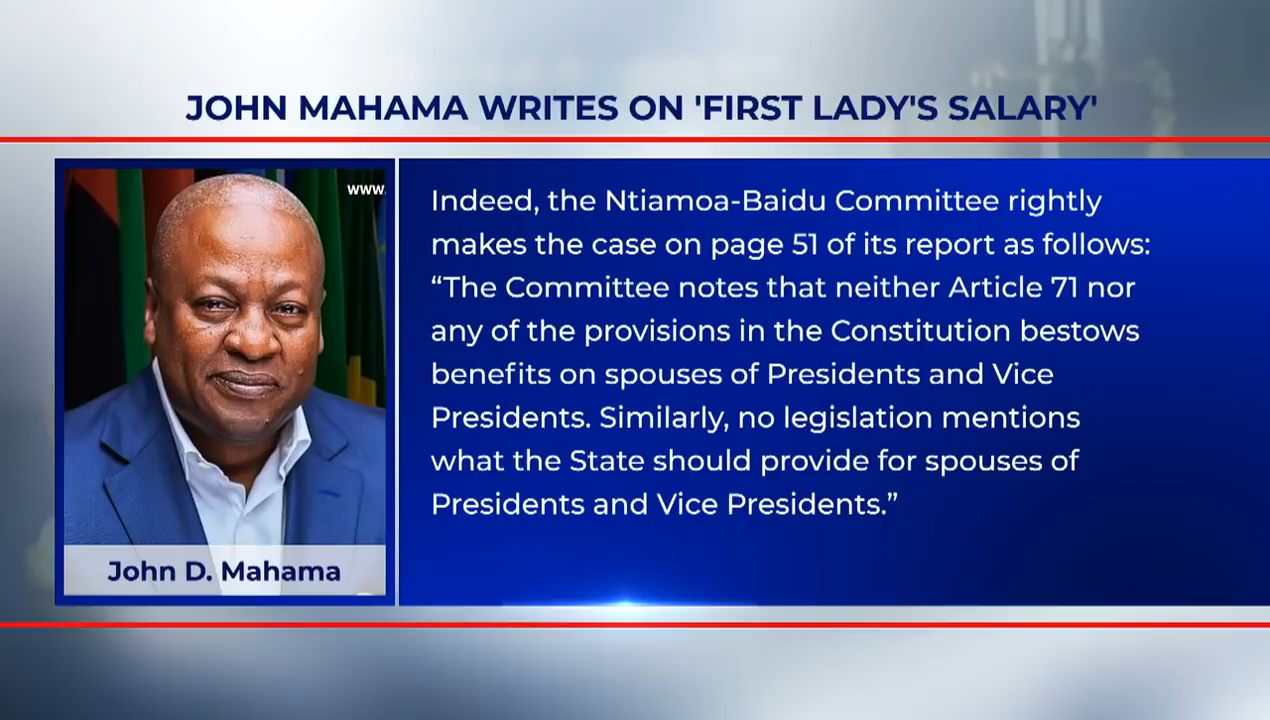 JOHN MAHAMA WRITES ON 'FIRST LADY'S SALARY'
www.
Indeed, the Ntiamoa-Baidu Committee rightly
makes the case on page 51 of its report as follows:
“The Committee notes that neither Article 71 nor
any of the provisions in the Constitution bestows
benefits on spouses of Presidents and Vice
Presidents. Similarly, no legislation mentions
what the State should provide for spouses of
Presidents and Vice Presidents.”
John D. Mahama